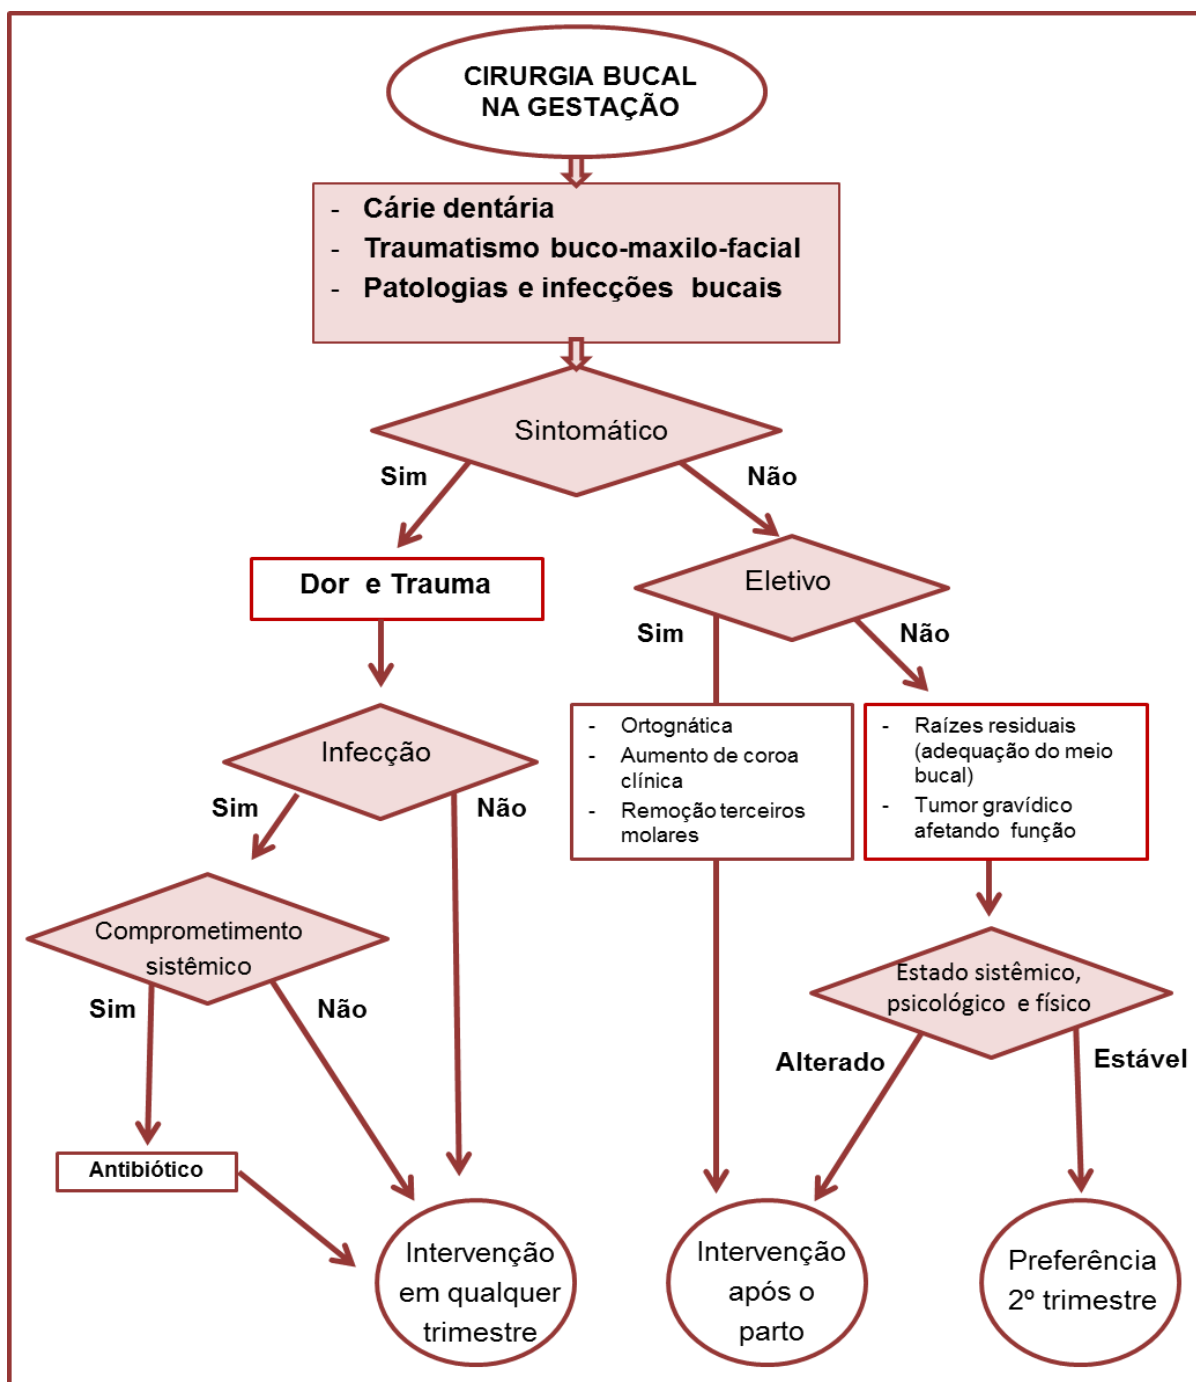 CIRURGIA BUCAL
NA GESTAÇÃO
- Cárie dentária
- Traumatismo buco-maxilo-facial
- Patologias e infecções bucais
Sintomático
Sim
Não
Dor e Trauma
Eletivo
Sim
Não
Infecção
Sim
Não
- Ortognática
- Aumento de coroa
clínica
- Remoção terceiros
molares
- Raízes residuais
(adequação do meio
bucal)
- Tumor gravídico
afetando função
Comprometimento
sistêmico
Sim
Não
Estado sistêmico,
psicológico e físico
Alterado
Estável
Antibiótico
Intervenção
em qualquer
trimestre
Intervenção
após o
parto
Preferência
2º trimestre